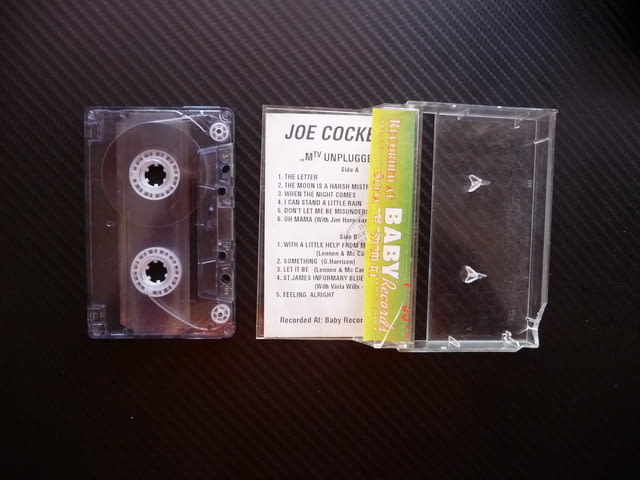 JOE COCKE
„MTV UNPLUGGE
Side A
1. THE LETTER
2. THE MOON IS A HARSH MISTR
3. WHEN THE NIGHT COMES
4. I CAN STAND A LITTLE RAIN
5. DON'T LET ME BE MISUNDERS
6. OH MAMA (With Jim Horn-sax
Side B
1. WITH A LITTLE HELP FROM M
(Lennon & Mc Ca
2. SOMETHING (G.Harrison)
3. LET IT BE (Lennon & Mc Car
4. ST.JAMES INFORMARY BLUE
(With Viola Wills -
5. FEELING ALRIGHT
Recorded At: Baby Recor
RECORDED AT
BABY
Records